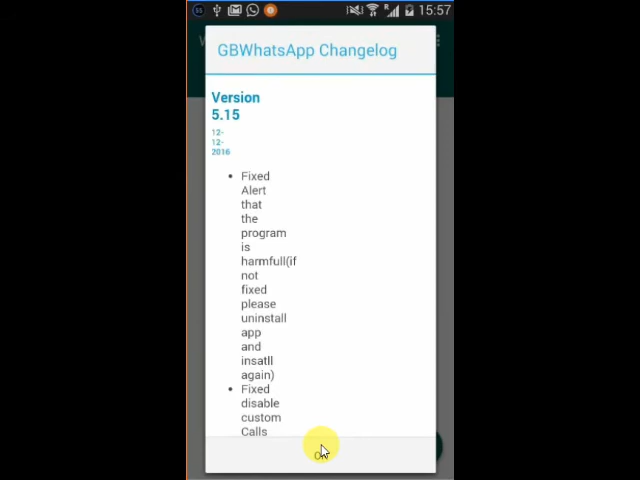 15:57
GBWhatsApp Changelog
Version
5.15
12-
12-
2016
Fixed
Alert
that
the
program
is
harmfull(if
not
fixed
please
uninstall
app
and
insatll
again)
Fixed
disable
custom
Calls